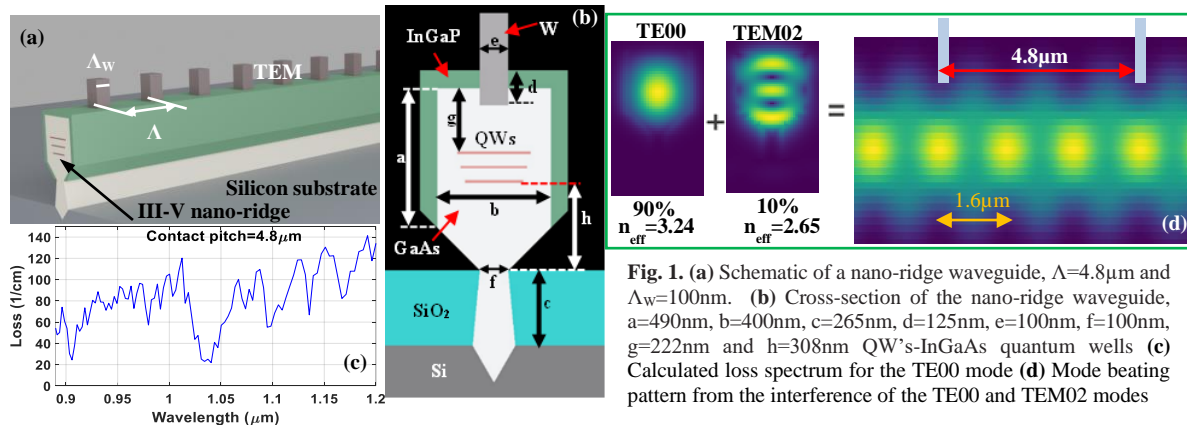 (a)
Λw
TEM
Λ
Silicon substrate
III-V nano-ridge
Contact pitch=4.8μm
Loss (1/cm)
140
120
100
80
60
40
20
0
(c)
0.9 0.95 1 1.05 1.1 1.15 1.2
Wavelength (μm)
(b)
W
InGaP
e
d
g
QWs
a
b
h
GaAs
f
SiO2
c
Si
TE00
TEM02
+
=
90%
neff=3.24
10%
neff=2.65
4.8μm
1.6μm
(d)
Fig. 1. (a) Schematic of a nano-ridge waveguide, Λ=4.8μm and
ΛW=100nm. (b) Cross-section of the nano-ridge waveguide,
a=490nm, b=400nm, c=265nm, d=125nm, e=100nm, f=100nm,
g=222nm and h=308nm QW's-InGaAs quantum wells (c)
Calculated loss spectrum for the TE00 mode (d) Mode beating
pattern from the interference of the TE00 and TEM02 modes